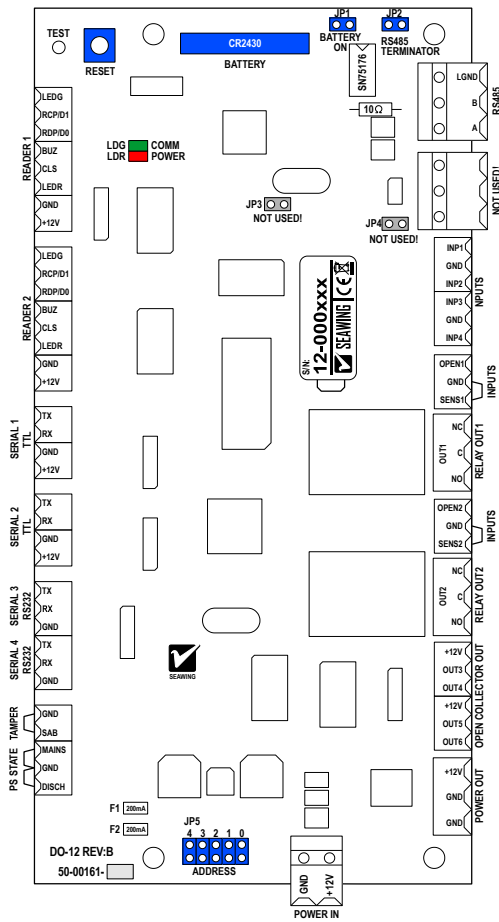 TEST
RESET
CR2430
BATTERY
JP1
BATTERY
ON
JP2
RS485
TERMINATOR
SN75176
10Ω
LGND
B
A
RS485
NOT USED!
READER 1
LEDG
RCP/D1
RDP/D0
BUZ
CLS
LEDR
GND
+12V
LDG COMM
LDR POWER
JP3
NOT USED!
JP4
NOT USED!
READER 2
LEDG
RCP/D1
RDP/D0
BUZ
CLS
LEDR
GND
+12V
INP1
GND
INP2
INP3
GND
INP4
NPUTS
S/N:
12-000xxx
SEAWING
CE
OPEN1
GND
SENS1
INPUTS
SERIAL 1
TTL
TX
RX
GND
+12V
NC
C
NO
OUT1
RELAY OUT1
SERIAL 2
TTL
TX
RX
GND
+12V
OPEN2
GND
SENS2
INPUTS
NC
C
NO
OUT2
RELAY OUT2
SERIAL 3
RS232
TX
RX
GND
SERIAL 4
RS232
TX
RX
GND
SEAWING
+12V
OUT3
OUT4
+12V
OUT5
OUT6
OPEN COLLECTOR OUT
TAMPER
GND
SAB
PS STATE
MAINS
GND
DISCH
+12V
GND
GND
POWER OUT
F1 200mA
F2 200mA
JP5
4 3 2 1 0
ADDRESS
DO-12 REV:B
50-00161-
GND
+12V
POWER IN